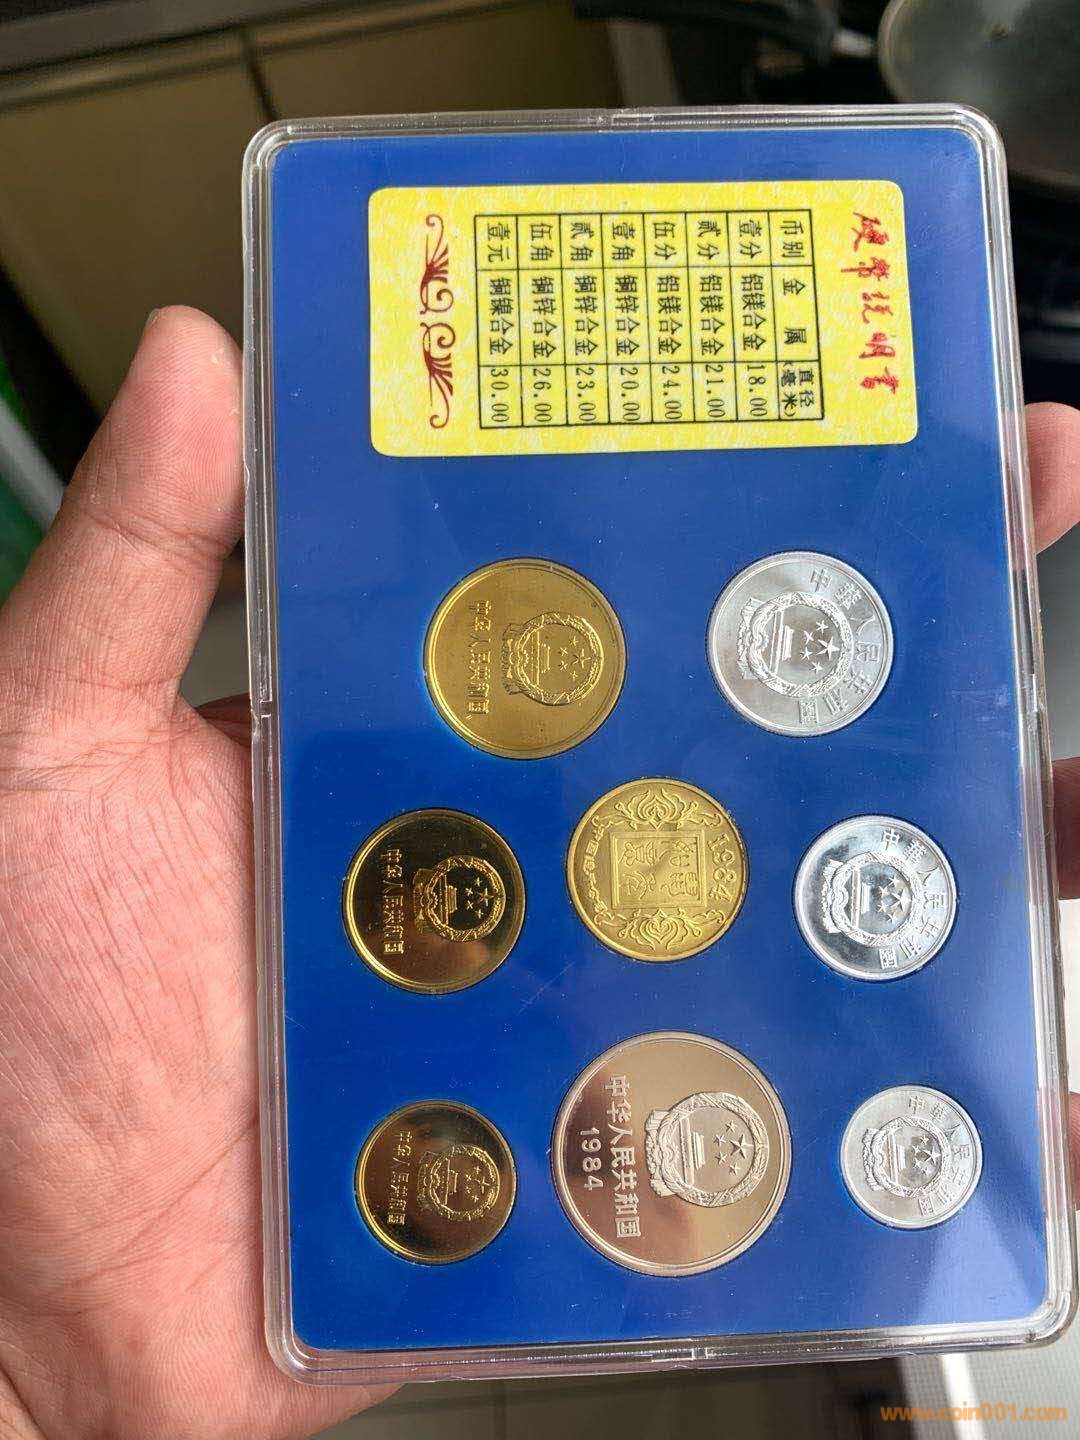 硬幣说明書
币别 金属 直径(毫米)
壹分 铝镁合金 18.00
贰分 铝镁合金 21.00
伍分 铝镁合金 24.00
壹角 铜锌合金 20.00
贰角 铜锌合金 23.00
伍角 铜锌合金 26.00
壹元 铜镍合金 30.00
中華人民共和國
中华人民共和国
中華人民共和國
1984
中华人民共和国
中華人民共和國
中华人民共和国
1984
中华人民共和国
www.coin001.com